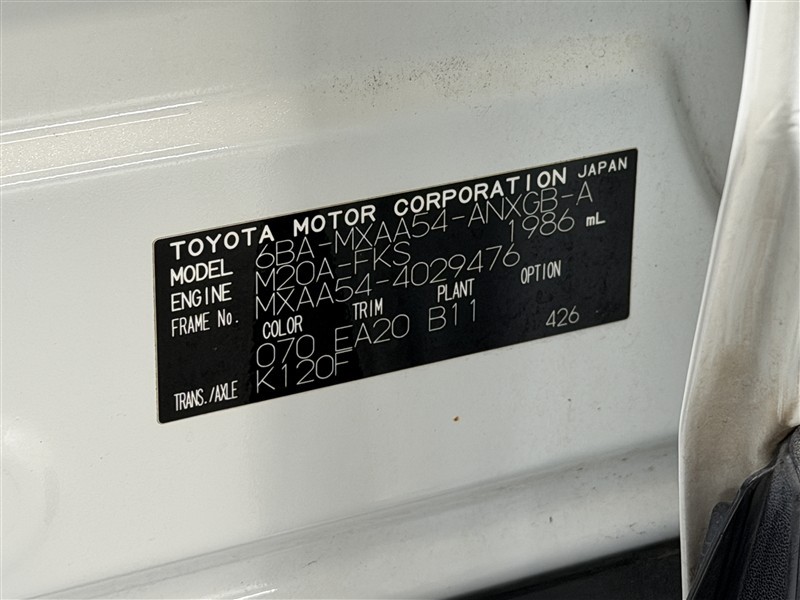 TOYOTA MOTOR CORPORATION JAPAN
MODEL 6BA-MXAA54-ANXGB-A
ENGINE M20A-FKS 1986 mL
FRAME No. MXAA54-4029476
COLOR TRIM PLANT OPTION
070 EA20 B11 426
TRANS./AXLE K120F